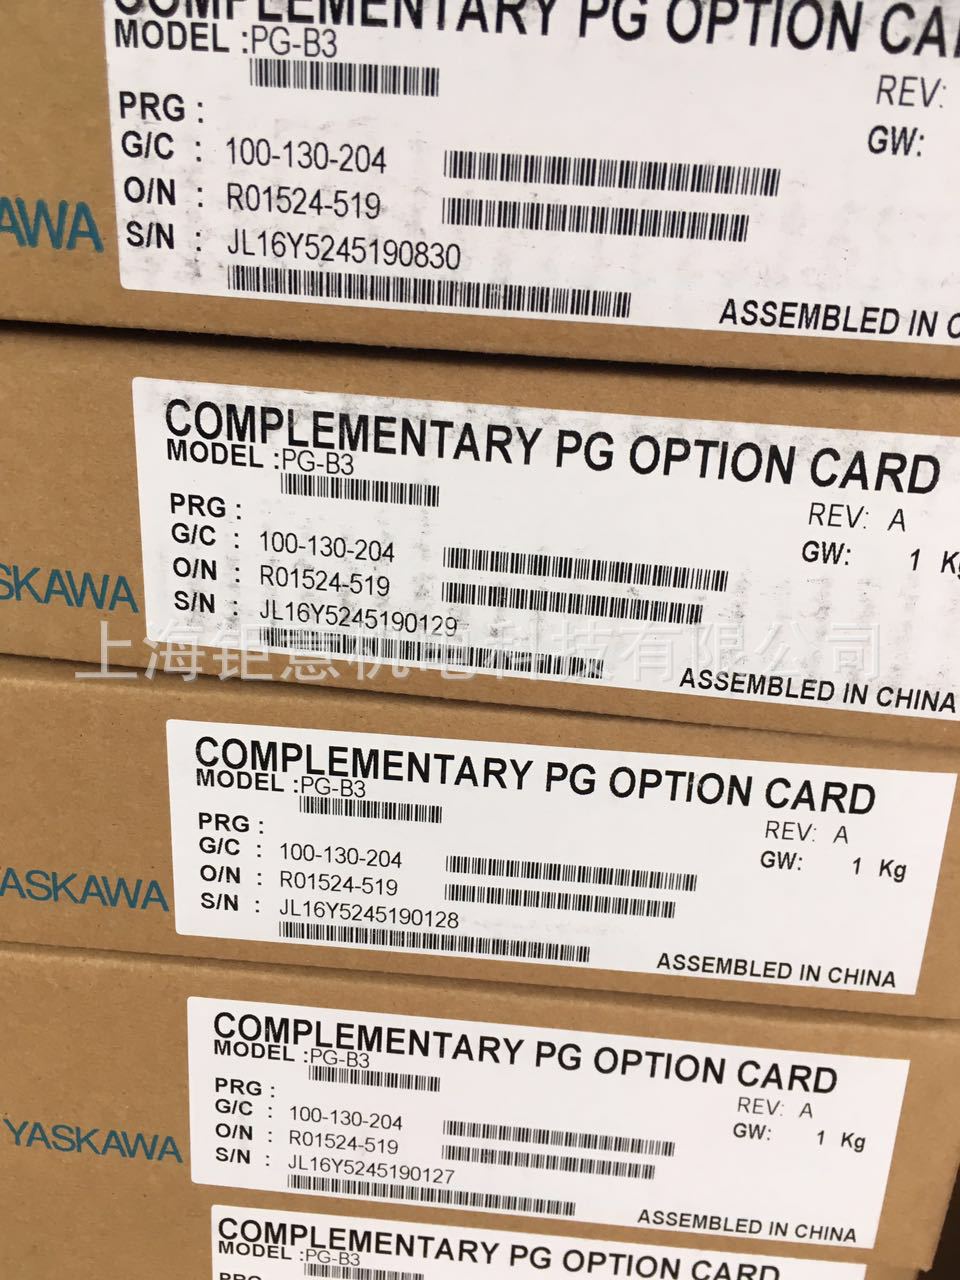 COMPLEMENTARY PG OPTION CA
MODEL :PG-B3
REV:
PRG :
GW:
G/C : 100-130-204
O/N : R01524-519
S/N : JL16Y5245190830
AWA
ASSEMBLED IN C
COMPLEMENTARY PG OPTION CARD
MODEL :PG-B3
REV: A
PRG :
GW: 1 Kg
G/C : 100-130-204
O/N : R01524-519
S/N : JL16Y5245190129
SKAWA
上海钜意机电科技有限公司
ASSEMBLED IN CHINA
COMPLEMENTARY PG OPTION CARD
MODEL :PG-B3
REV: A
PRG :
GW: 1 Kg
G/C : 100-130-204
O/N : R01524-519
S/N : JL16Y5245190128
ASKAWA
ASSEMBLED IN CHINA
COMPLEMENTARY PG OPTION CARD
MODEL :PG-B3
REV: A
PRG :
GW: 1 Kg
G/C : 100-130-204
O/N : R01524-519
S/N : JL16Y5245190127
YASKAWA
ASSEMBLED IN CHINA
COMPLEMENTARY PG OPTION CARD
MODEL :PG-B3
PRG :